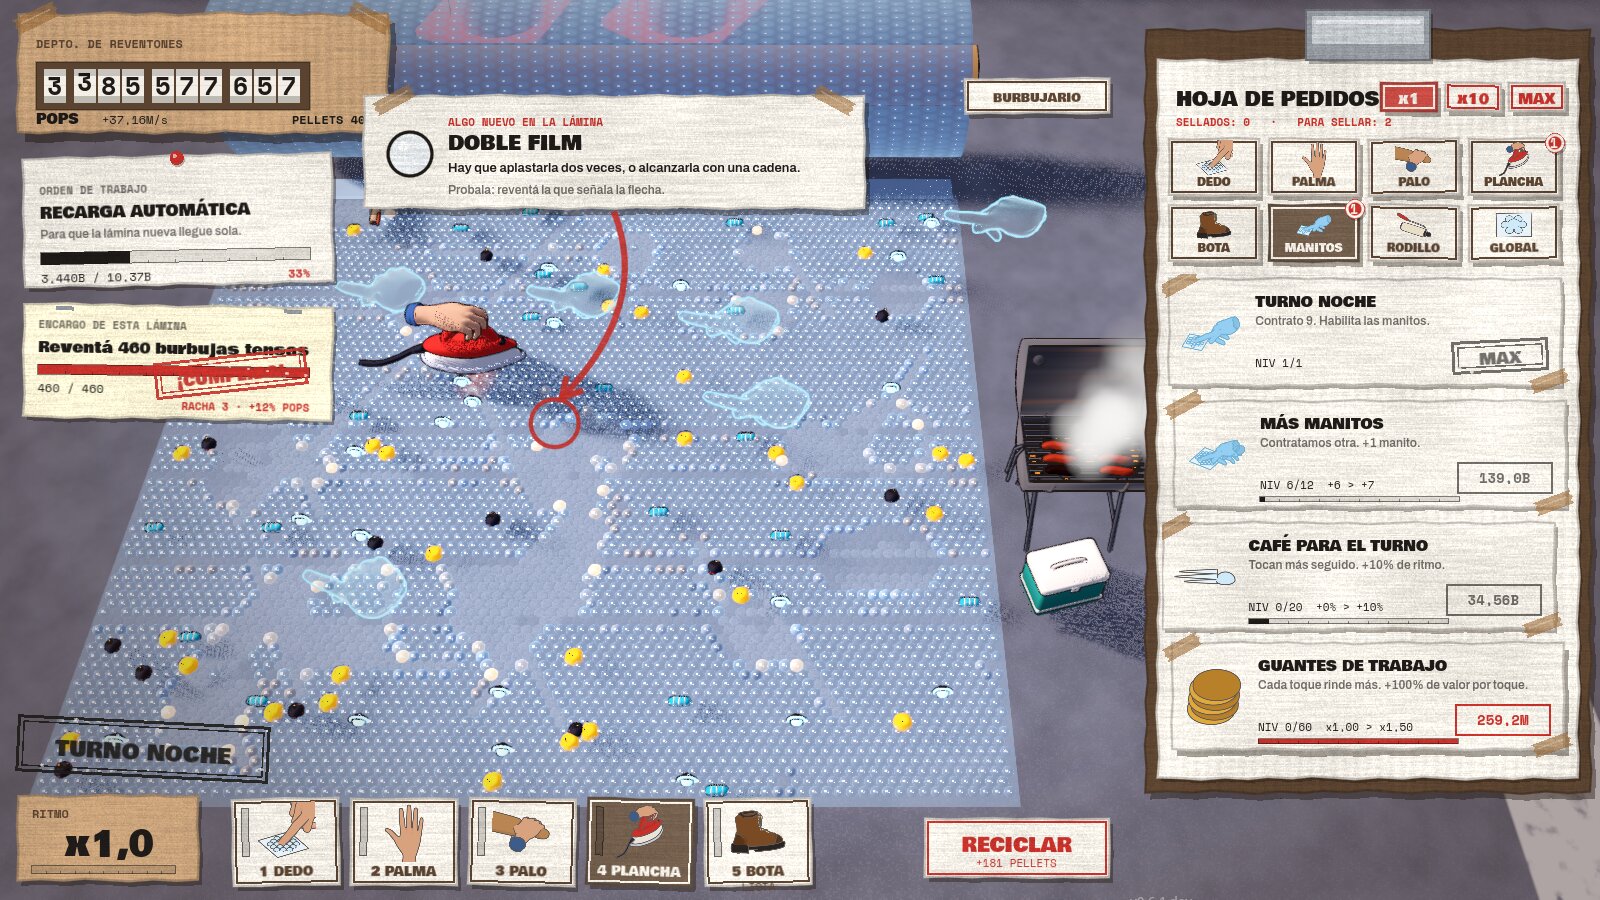 DEPTO. DE REVENTONES
3 385 577 657
POPS +37,16M/s PELLETS 40
ORDEN DE TRABAJO
RECARGA AUTOMÁTICA
Para que la lámina nueva llegue sola.
3,440B / 10,37B 33%
ENCARGO DE ESTA LÁMINA
Reventá 460 burbujas tensas
460 / 460
RACHA 3 · +12% POPS
ALGO NUEVO EN LA LÁMINA
DOBLE FILM
Hay que aplastarla dos veces, o alcanzarla con una cadena.
Probala: reventá la que señala la flecha.
BURBUJARIO
HOJA DE PEDIDOS x1 x10 MAX
SELLADOS: 0 · PARA SELLAR: 2
DEDO PALMA PALO PLANCHA 1
BOTA MANITOS 1 RODILLO GLOBAL
TURNO NOCHE
Contrato 9. Habilita las manitos.
NIV 1/1 MAX
MÁS MANITOS
Contratamos otra. +1 manito.
NIV 6/12 +6 > +7 139,0B
CAFÉ PARA EL TURNO
Tocan más seguido. +10% de ritmo.
NIV 0/20 +0% > +10% 34,56B
GUANTES DE TRABAJO
Cada toque rinde más. +100% de valor por toque.
NIV 0/60 x1,00 > x1,50 259,2M
TURNO NOCHE
RITMO
x1,0
1 DEDO 2 PALMA 3 PALO 4 PLANCHA 5 BOTA
RECICLAR
+181 PELLETS